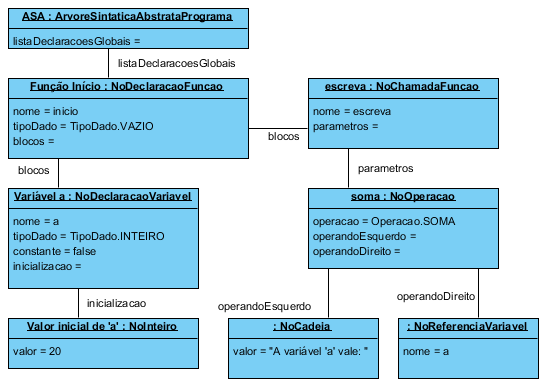 ASA : ArvoreSintaticaAbstrataPrograma
listaDeclaracoesGlobais =
listaDeclaracoesGlobais
Função Início : NoDeclaracaoFuncao
nome = inicio
tipoDado = TipoDado.VAZIO
blocos =
escreva : NoChamadaFuncao
nome = escreva
parametros =
blocos
blocos
parametros
Variável a : NoDeclaracaoVariavel
nome = a
tipoDado = TipoDado.INTEIRO
constante = false
inicializacao =
soma : NoOperacao
operacao = Operacao.SOMA
operandoEsquerdo =
operandoDireito =
inicializacao
operandoEsquerdo
operandoDireito
Valor inicial de 'a' : NoInteiro
valor = 20
: NoCadeia
valor = "A variável 'a' vale: "
: NoReferenciaVariavel
nome = a